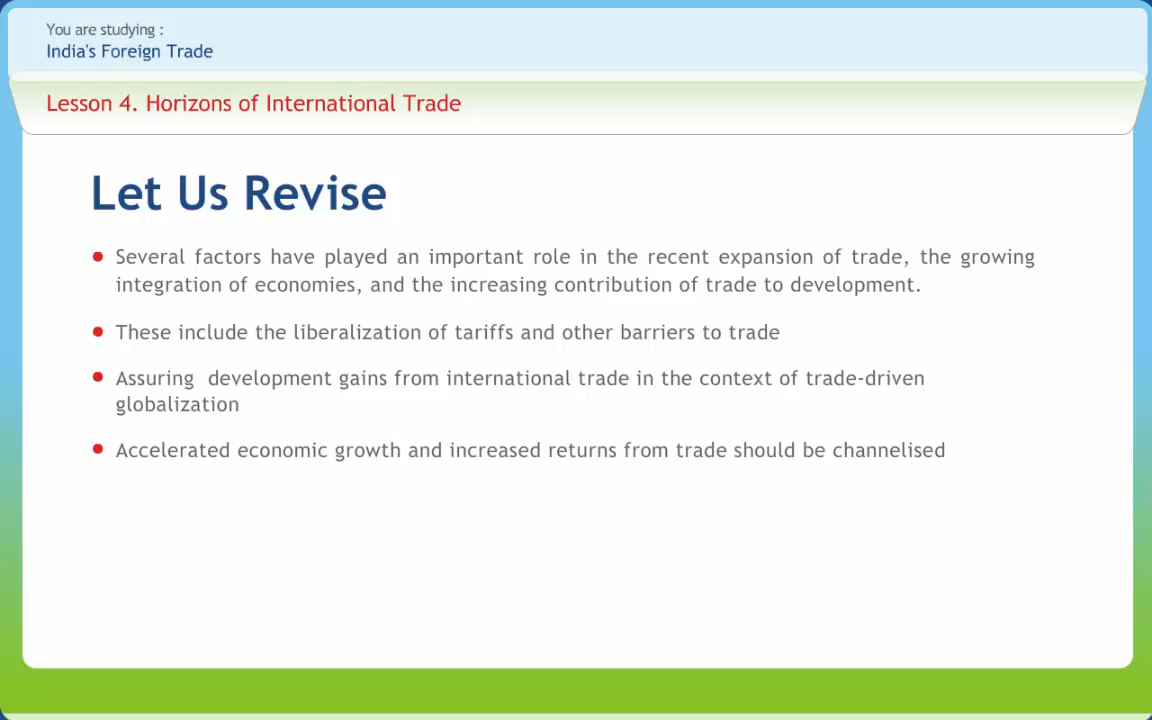 You are studying :
India's Foreign Trade
Lesson 4. Horizons of International Trade
Let Us Revise
Several factors have played an important role in the recent expansion of trade, the growing
integration of economies, and the increasing contribution of trade to development.
These include the liberalization of tariffs and other barriers to trade
Assuring development gains from international trade in the context of trade-driven
globalization
Accelerated economic growth and increased returns from trade should be channelised